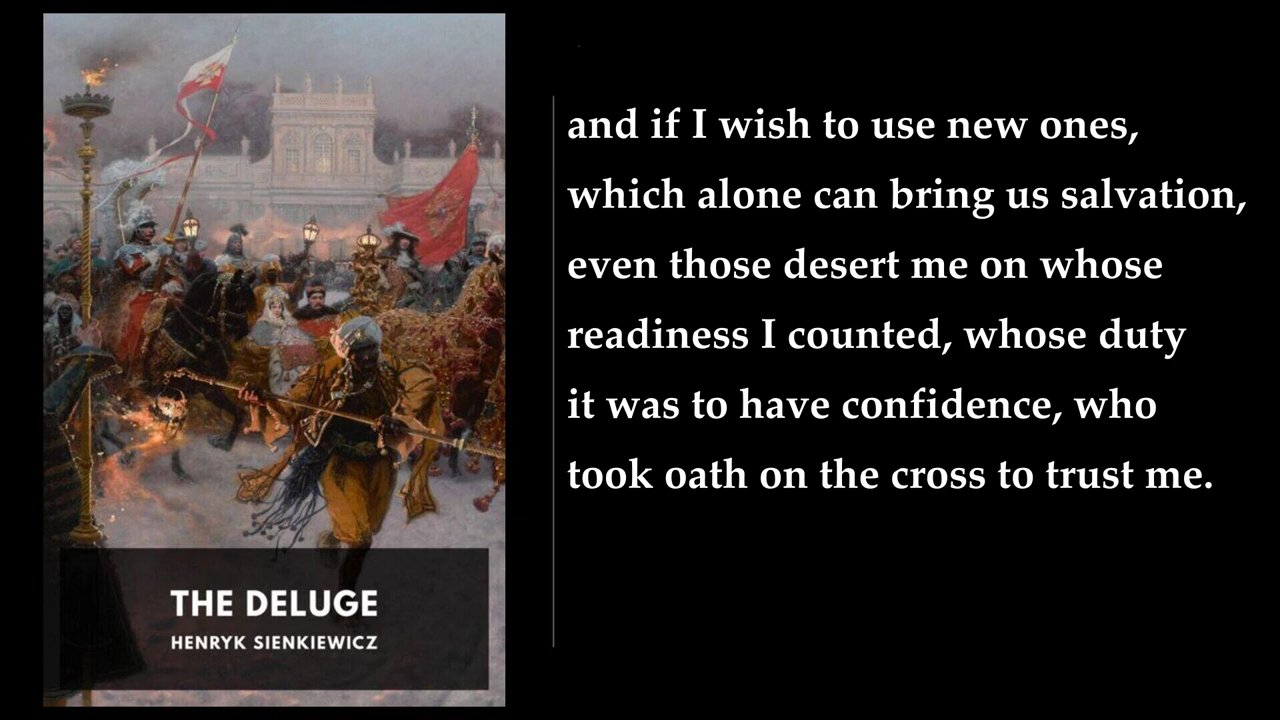 THE DELUGE
HENRYK SIENKIEWICZ
and if I wish to use new ones,
which alone can bring us salvation,
even those desert me on whose
readiness I counted, whose duty
it was to have confidence, who
took oath on the cross to trust me.